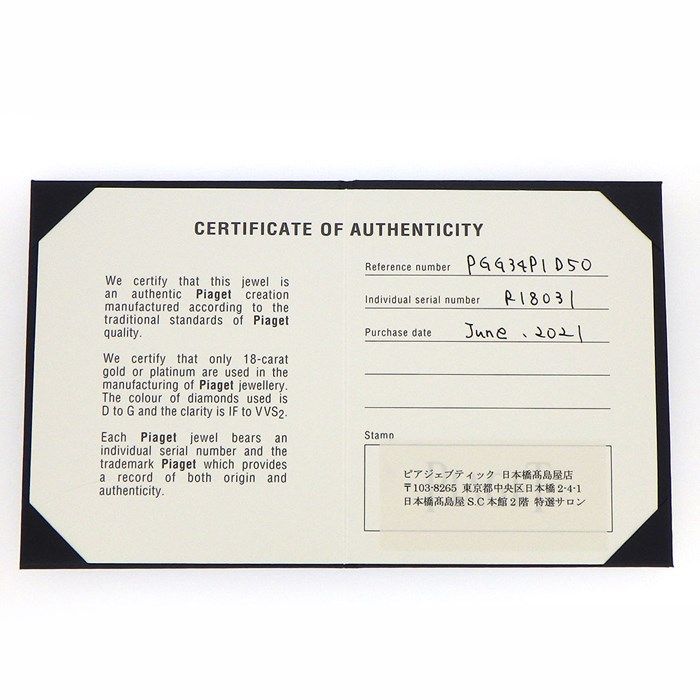 CERTIFICATE OF AUTHENTICITY
We certify that this jewel is
an authentic Piaget creation
manufactured according to the
traditional standards of Piaget
quality.
We certify that only 18-carat
gold or platinum are used in the
manufacturing of Piaget jewellery.
The colour of diamonds used is
D to G and the clarity is IF to VVS₂.
Each Piaget jewel bears an
individual serial number and the
trademark Piaget which provides
a record of both origin and
authenticity.
Reference number PGG34P1D50
Individual serial number R18031
Purchase date June. 2021
Stamp
ピアジェブティック 日本橋髙島屋店
〒103-8265 東京都中央区日本橋2-4-1
日本橋髙島屋S.C本館2階 特選サロン